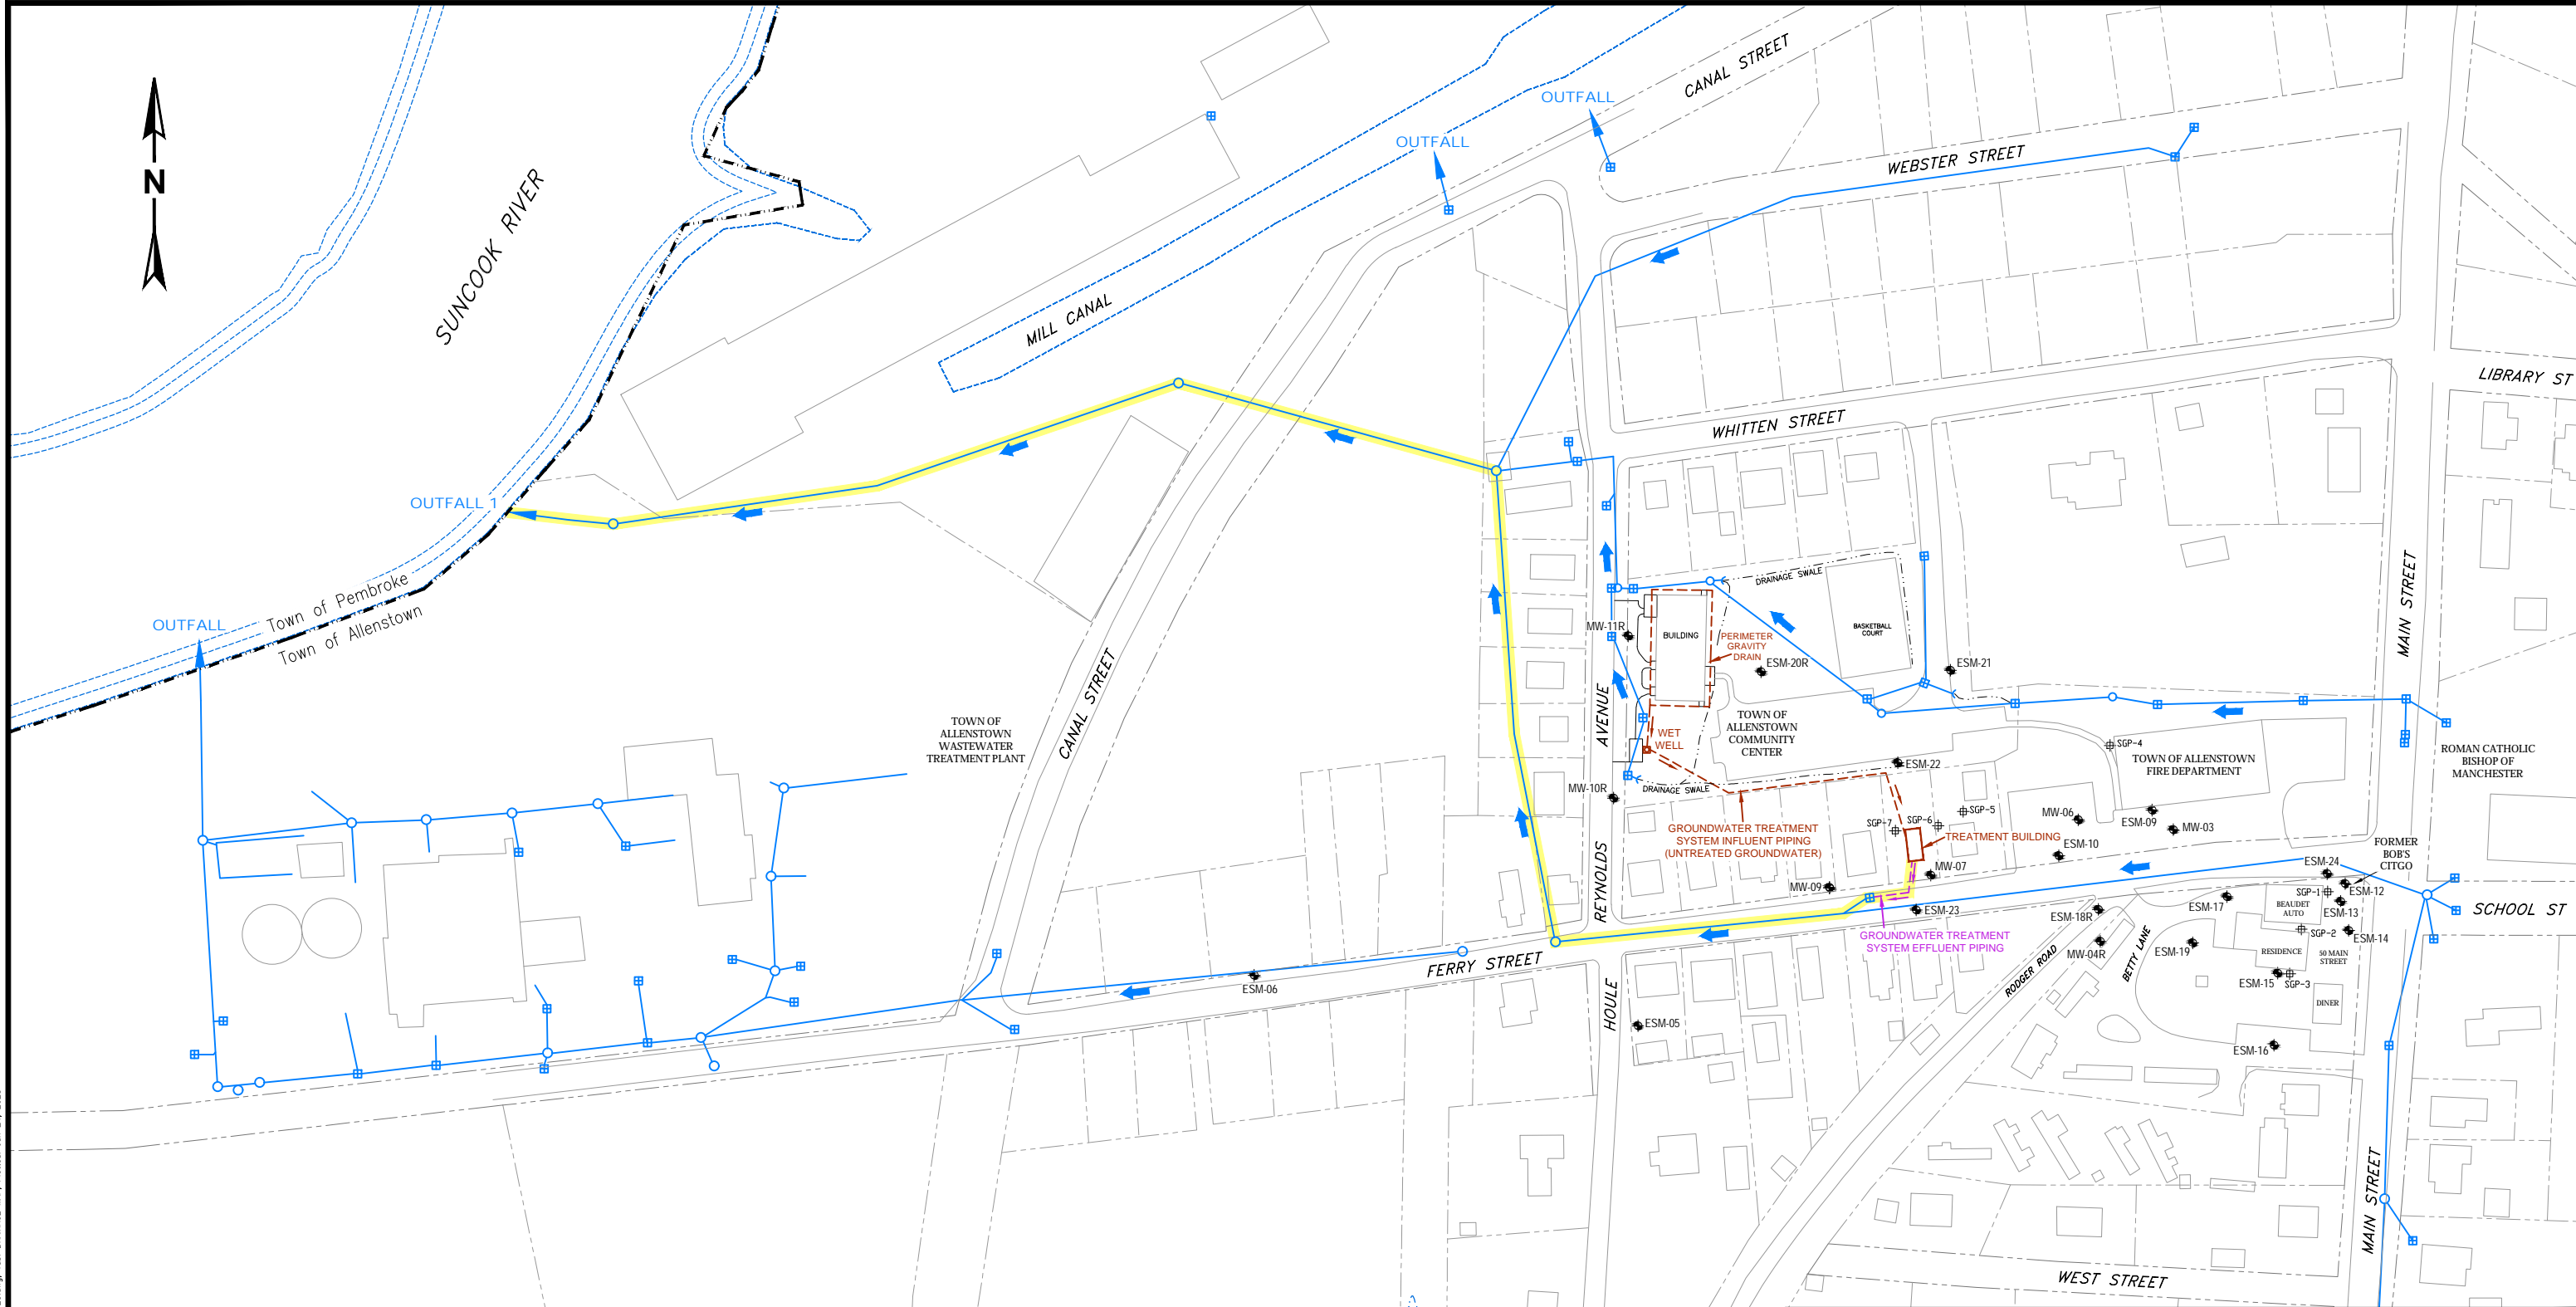 N
SUNCOOK RIVER
MILL CANAL
CANAL STREET
OUTFALL
OUTFALL
WEBSTER STREET
WHITTEN STREET
LIBRARY ST
MAIN STREET
OUTFALL 1
Town of Pembroke
Town of Allenstown
OUTFALL
TOWN OF
ALLENSTOWN
WASTEWATER
TREATMENT PLANT
CANAL STREET
DRAINAGE SWALE
BASKETBALL
COURT
MW-11R
BUILDING
PERIMETER
GRAVITY
DRAIN
ESM-20R
ESM-21
REYNOLDS
AVENUE
WET
WELL
TOWN OF
ALLENSTOWN
COMMUNITY
CENTER
ESM-22
SGP-4
TOWN OF ALLENSTOWN
FIRE DEPARTMENT
ROMAN CATHOLIC
BISHOP OF
MANCHESTER
MW-10R
DRAINAGE SWALE
GROUNDWATER TREATMENT
SYSTEM INFLUENT PIPING
(UNTREATED GROUNDWATER)
SGP-7
SGP-6
SGP-5
TREATMENT BUILDING
MW-06
ESM-09
MW-03
ESM-10
MW-07
MW-09
ESM-23
GROUNDWATER TREATMENT
SYSTEM EFFLUENT PIPING
FORMER
BOB'S
CITGO
ESM-24
ESM-12
SGP-1
ESM-13
BEAUDET
AUTO
SGP-2
ESM-14
ESM-17
ESM-18R
MW-04R
ESM-19
RESIDENCE
50 MAIN
STREET
ESM-15
SGP-3
DINER
ESM-16
SCHOOL ST
BETTY LANE
RODGER ROAD
FERRY STREET
ESM-06
HOULE
ESM-05
MAIN STREET
WEST STREET